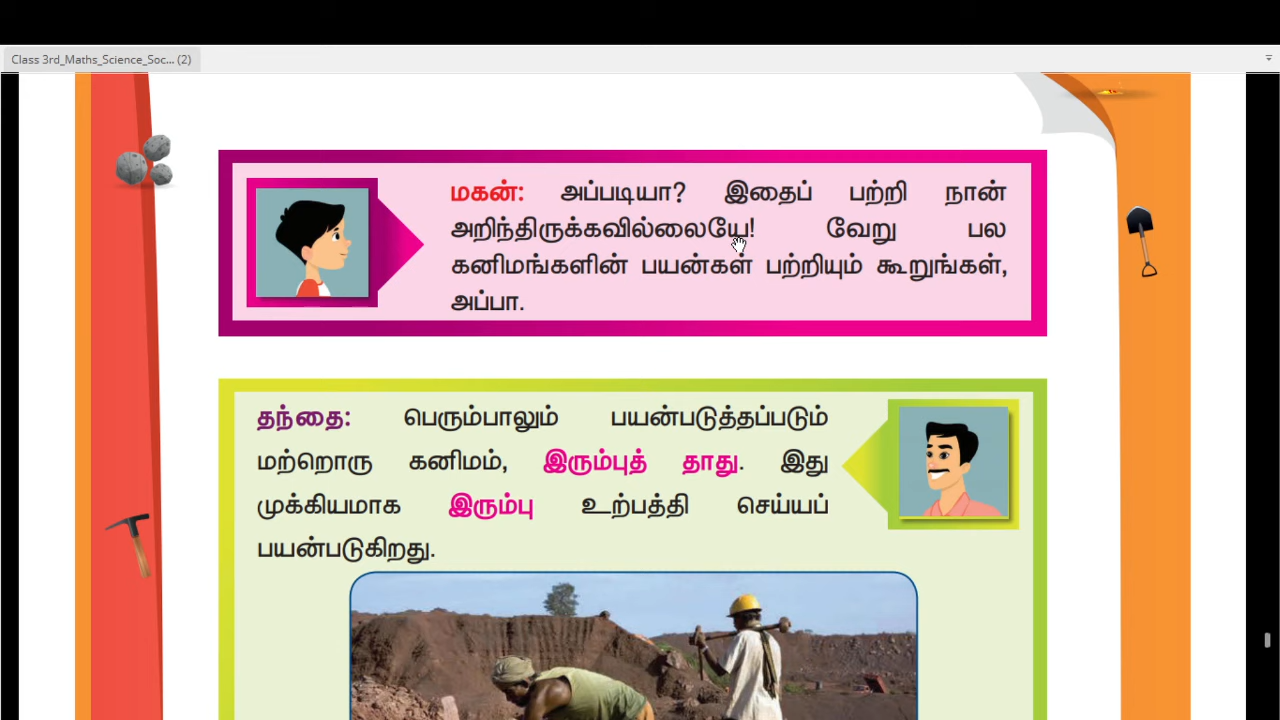 Class 3rd_Maths_Science_Soc... (2)
மகன்: அப்படியா? இதைப் பற்றி நான்
அறிந்திருக்கவில்லையே! வேறு பல
கனிமங்களின் பயன்கள் பற்றியும் கூறுங்கள்,
அப்பா.
தந்தை: பெரும்பாலும் பயன்படுத்தப்படும்
மற்றொரு கனிமம், இரும்புத் தாது. இது
முக்கியமாக இரும்பு உற்பத்தி செய்யப்
பயன்படுகிறது.